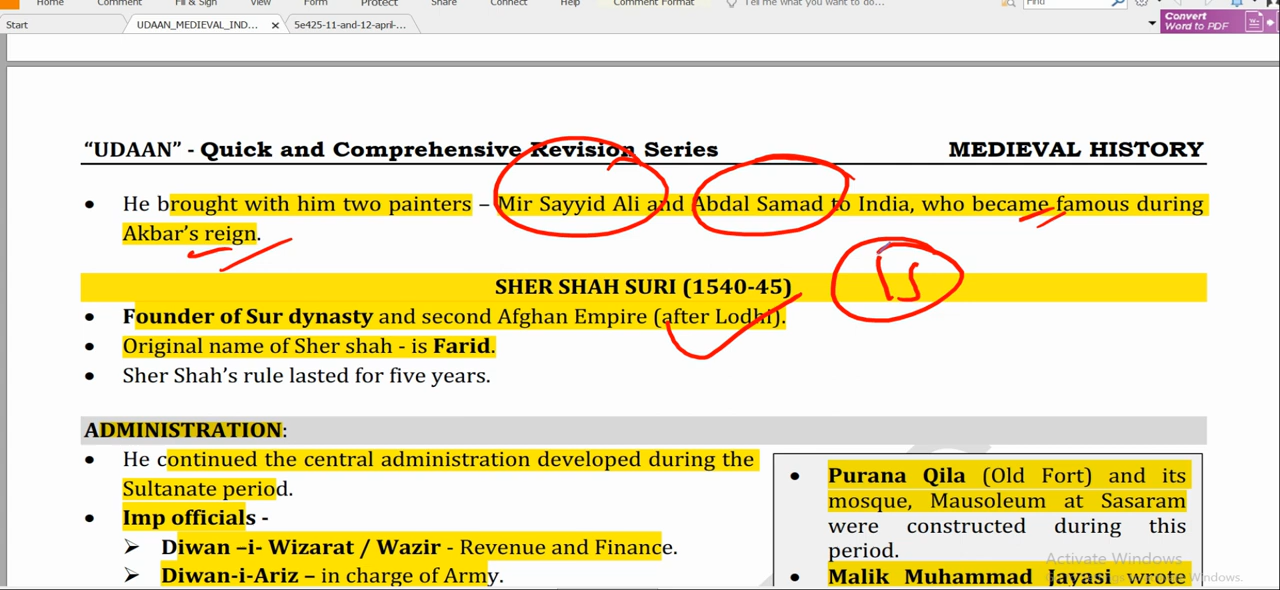 Home Comment Fill & Sign View Form Protect Share Connect Help Comment Format Tell me what you want to do... Find
Start UDAAN_MEDIEVAL_IND... × 5e425-11-and-12-april-...
Convert
Word to PDF
"UDAAN" - Quick and Comprehensive Revision Series MEDIEVAL HISTORY
• He brought with him two painters – Mir Sayyid Ali and Abdal Samad to India, who became famous during
Akbar's reign.
15
SHER SHAH SURI (1540-45)
• Founder of Sur dynasty and second Afghan Empire (after Lodhi).
• Original name of Sher shah - is Farid.
• Sher Shah's rule lasted for five years.
ADMINISTRATION:
• He continued the central administration developed during the
Sultanate period.
• Imp officials -
➢ Diwan –i- Wizarat / Wazir - Revenue and Finance.
➢ Diwan-i-Ariz – in charge of Army.
• Purana Qila (Old Fort) and its
mosque, Mausoleum at Sasaram
were constructed during this
period.
• Malik Muhammad Jayasi wrote
Activate Windows